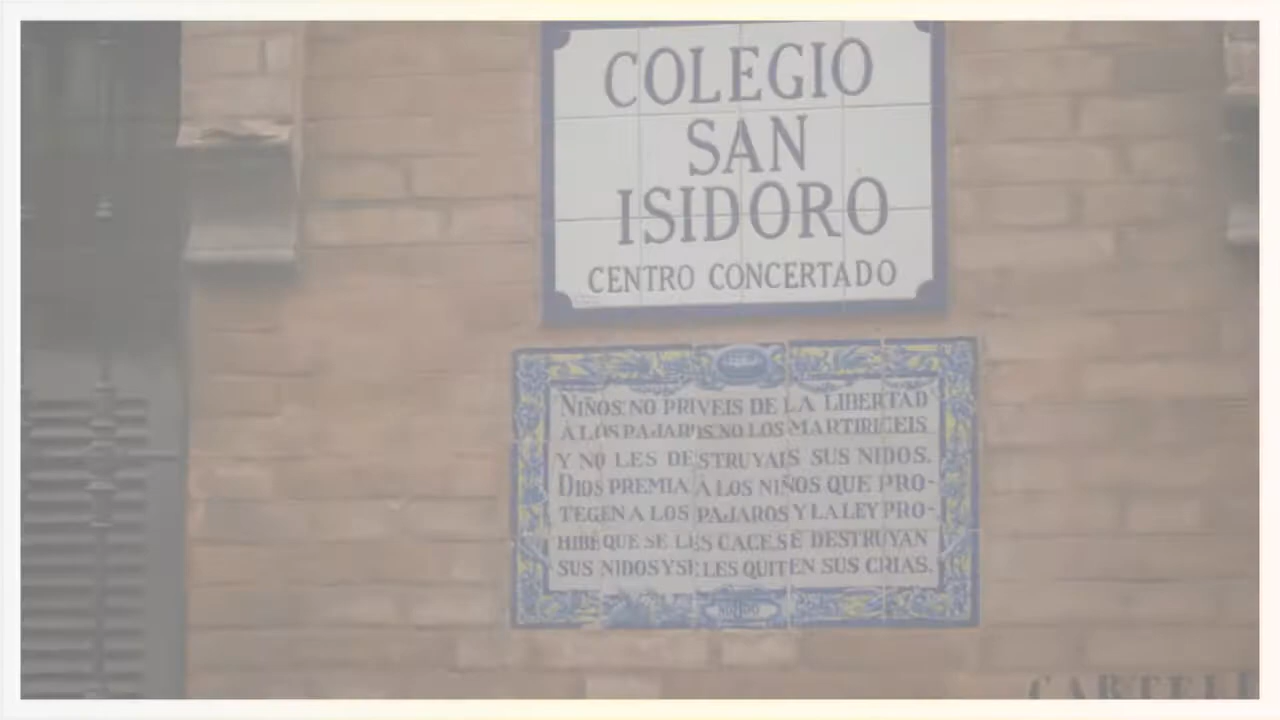 COLEGIO
SAN
ISIDORO
CENTRO CONCERTADO
NIÑOS: NO PRIVEIS DE LA LIBERTAD
À LOS PAJAROS, NO LOS MARTIRICEIS
Y NO LES DESTRUYAIS SUS NIDOS.
DIOS PREMIA À LOS NIÑOS QUE PRO-
TEGEN A LOS PAJAROS Y LA LEY PRO-
HIBE QUE SE LES CACE, SE DESTRUYAN
SUS NIDOS Y SE LES QUITEN SUS CRIAS.